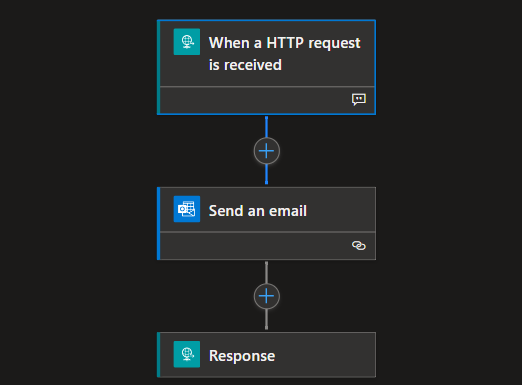 When a HTTP request
is received
Send an email
Response